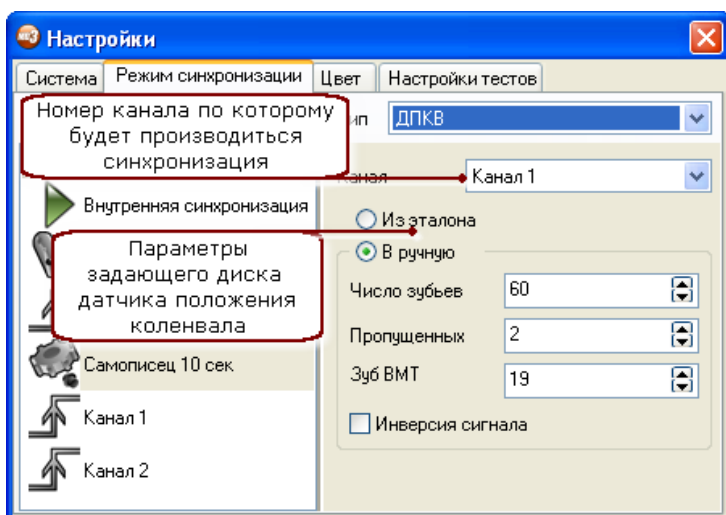 Настройки
Система Режим синхронизации Цвет Настройки тестов
Номер канала по которому
будет производиться
синхронизация
ип ДПКВ
Канал Канал 1
Внутренняя синхронизация
Из эталона
В ручную
Параметры
задающего диска
датчика положения
коленвала
Число зубьев 60
Пропущенных 2
Зуб ВМТ 19
Самописец 10 сек
Инверсия сигнала
Канал 1
Канал 2